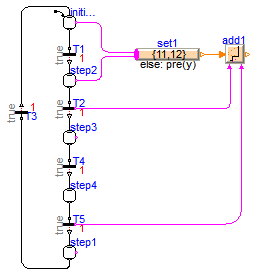 initi...
true
T1
1
set1
{11,12}
else: pre(y)
add1
step2
true
T2
1
true
1
T3
step3
true
T4
1
step4
true
T5
1
step1